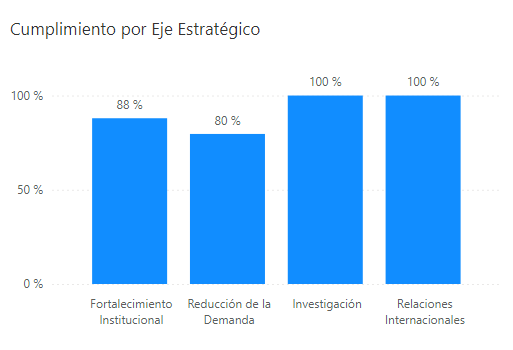 Cumplimiento por Eje Estratégico
100 %
50 %
0 %
88 %
80 %
100 %
100 %
Fortalecimiento
Institucional
Reducción de la
Demanda
Investigación
Relaciones
Internacionales